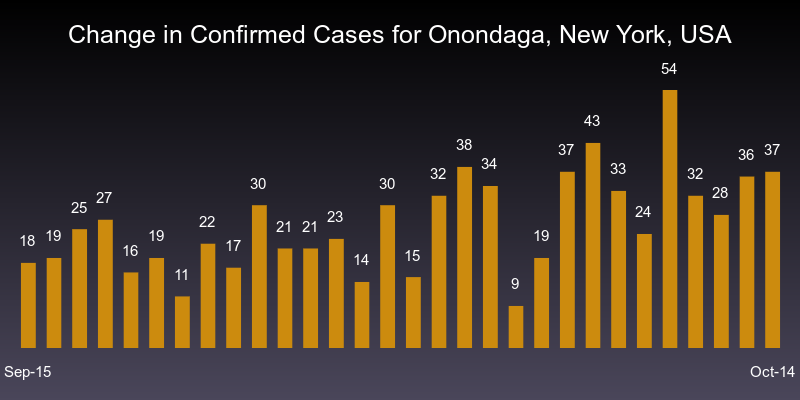 Change in Confirmed Cases for Onondaga, New York, USA
18 19 25 27 16 19 11 22 17 30 21 21 23 14 30 15 32 38 34 9 19 37 43 33 24 54 32 28 36 37
Sep-15 Oct-14